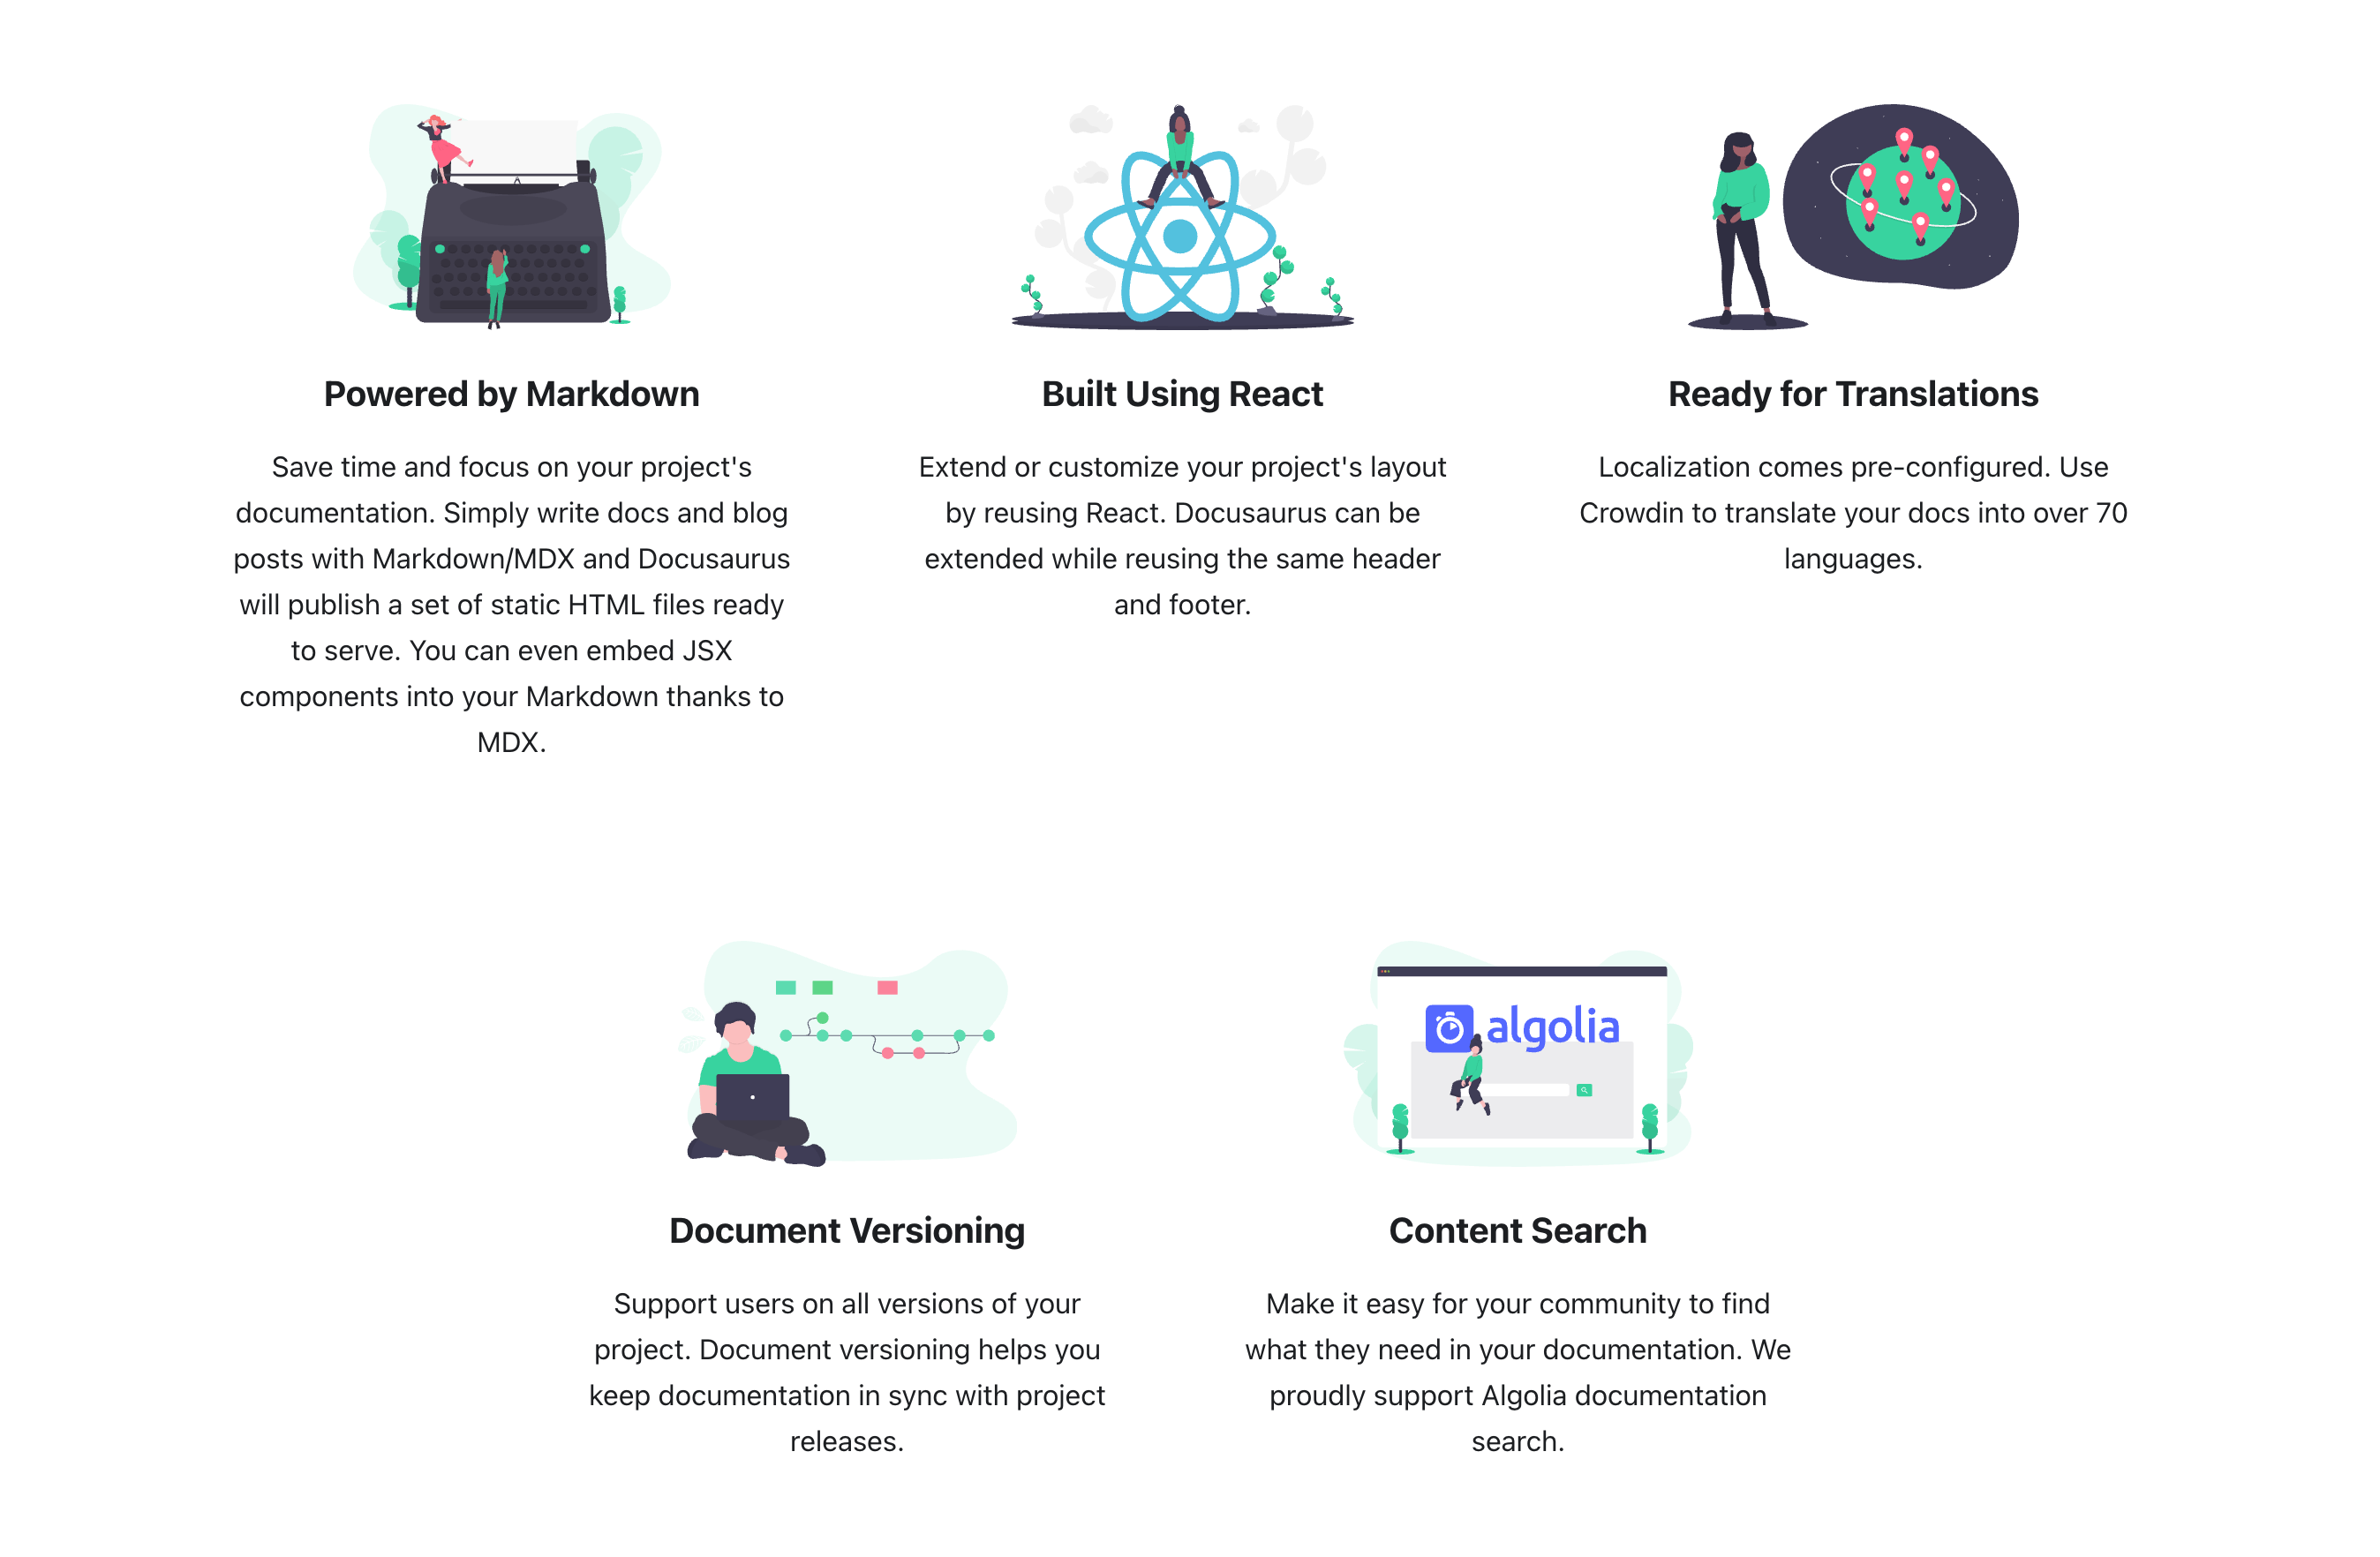 Powered by Markdown
Save time and focus on your project's
documentation. Simply write docs and blog
posts with Markdown/MDX and Docusaurus
will publish a set of static HTML files ready
to serve. You can even embed JSX
components into your Markdown thanks to
MDX.
Built Using React
Extend or customize your project's layout
by reusing React. Docusaurus can be
extended while reusing the same header
and footer.
Ready for Translations
Localization comes pre-configured. Use
Crowdin to translate your docs into over 70
languages.
Document Versioning
Support users on all versions of your
project. Document versioning helps you
keep documentation in sync with project
releases.
algolia
Content Search
Make it easy for your community to find
what they need in your documentation. We
proudly support Algolia documentation
search.